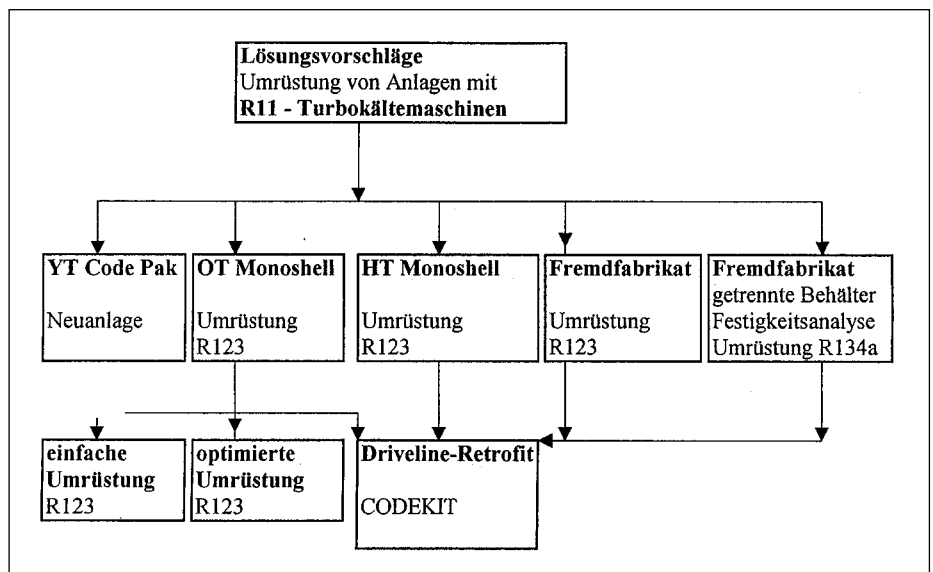 Lösungsvorschläge
Umrüstung von Anlagen mit
R11 - Turbokältemaschinen
YT Code Pak
Neuanlage
OT Monoshell
Umrüstung
R123
HT Monoshell
Umrüstung
R123
Fremdfabrikat
Umrüstung
R123
Fremdfabrikat
getrennte Behälter
Festigkeitsanalyse
Umrüstung R134a
einfache
Umrüstung
R123
optimierte
Umrüstung
R123
Driveline-Retrofit
CODEKIT